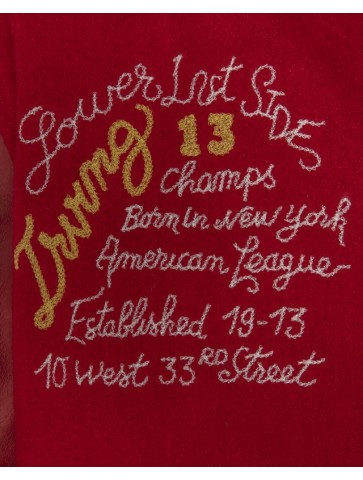 Lower East SIDE
Irving
13
Champs
Born In New York
American League
Established 19-13
10 West 33RD Street